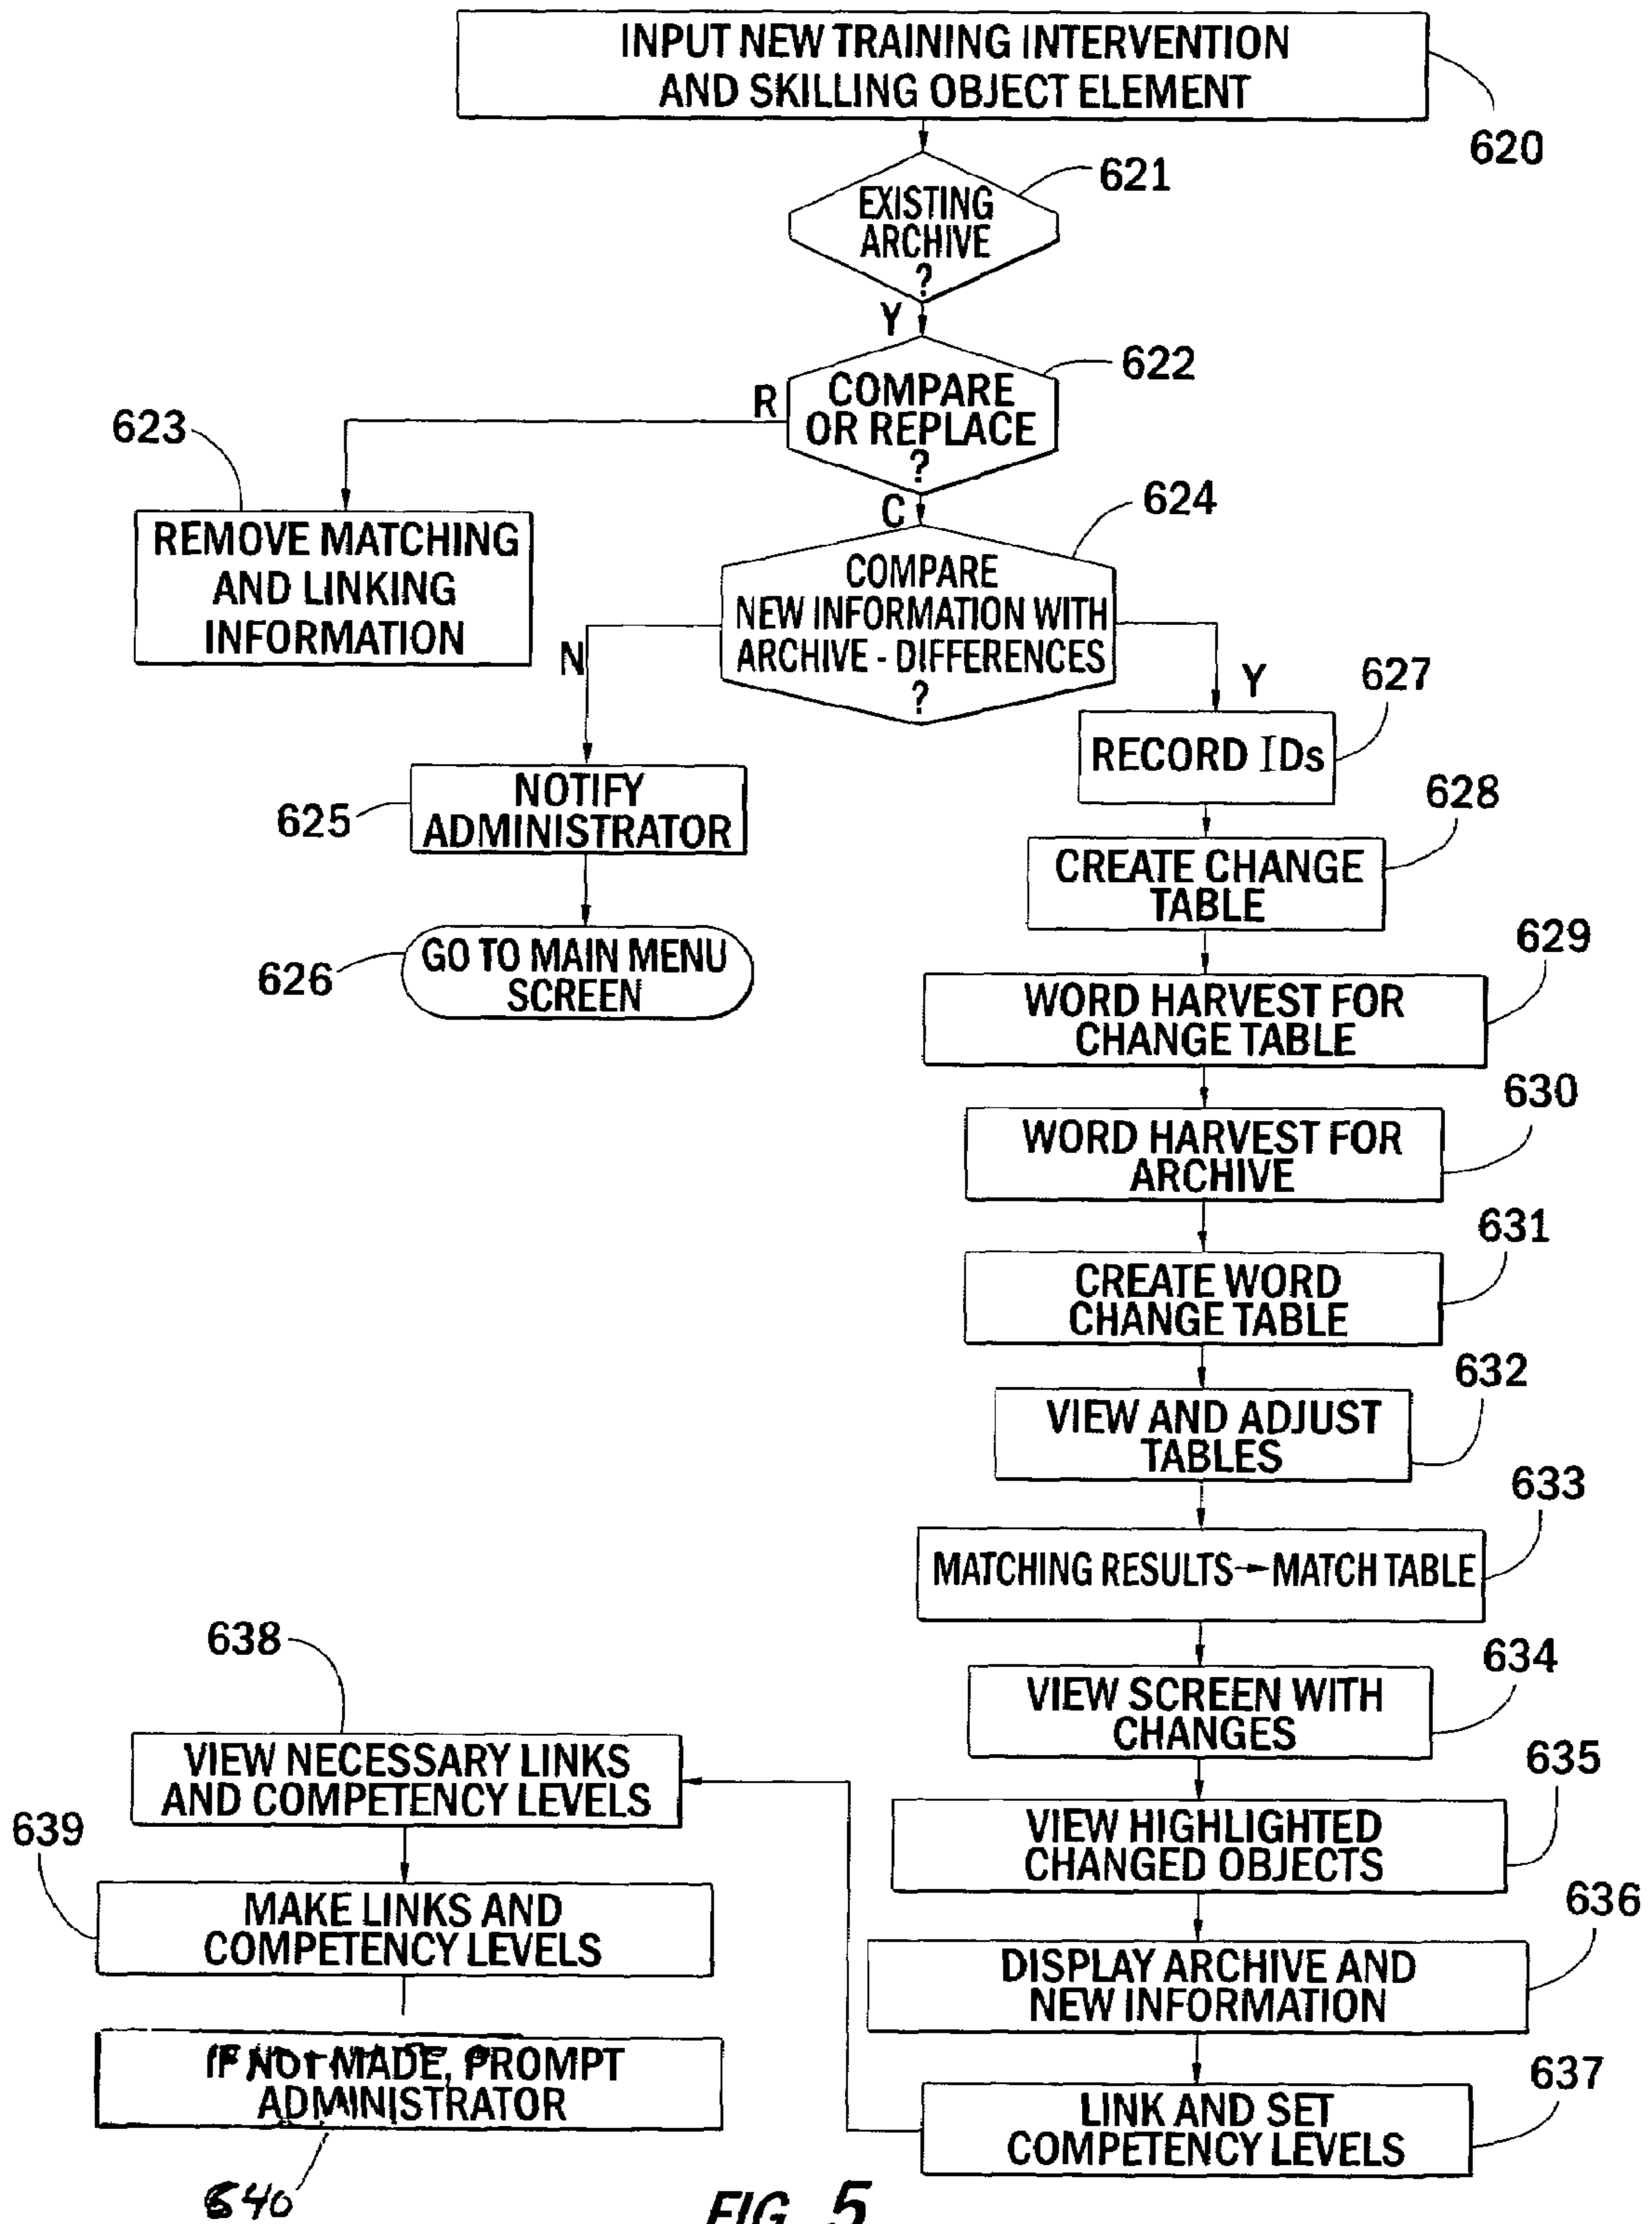 INPUT NEW TRAINING INTERVENTION
AND SKILLING OBJECT ELEMENT
620
621
EXISTING
ARCHIVE
?
Y
622
COMPARE
OR REPLACE
?
R
623
REMOVE MATCHING
AND LINKING
INFORMATION
C
624
COMPARE
NEW INFORMATION WITH
ARCHIVE - DIFFERENCES
?
N
Y
625
NOTIFY
ADMINISTRATOR
626
GO TO MAIN MENU
SCREEN
627
RECORD IDs
628
CREATE CHANGE
TABLE
629
WORD HARVEST FOR
CHANGE TABLE
630
WORD HARVEST FOR
ARCHIVE
631
CREATE WORD
CHANGE TABLE
632
VIEW AND ADJUST
TABLES
633
MATCHING RESULTS→MATCH TABLE
634
VIEW SCREEN WITH
CHANGES
635
VIEW HIGHLIGHTED
CHANGED OBJECTS
636
DISPLAY ARCHIVE AND
NEW INFORMATION
637
LINK AND SET
COMPETENCY LEVELS
638
VIEW NECESSARY LINKS
AND COMPETENCY LEVELS
639
MAKE LINKS AND
COMPETENCY LEVELS
IF NOT MADE, PROMPT
ADMINISTRATOR
640
FIG. 5